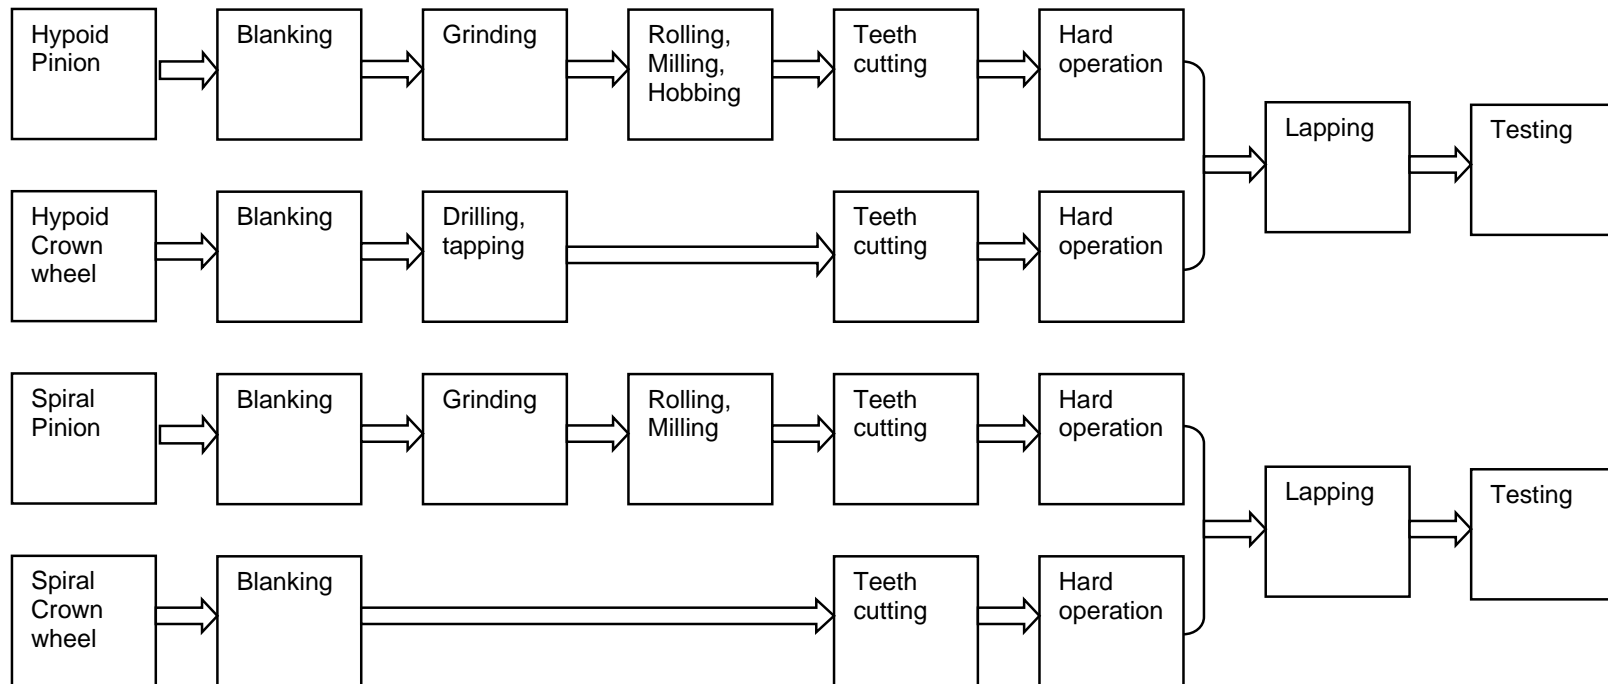 Hypoid
Pinion
Blanking
Grinding
Rolling,
Milling,
Hobbing
Teeth
cutting
Hard
operation
Lapping
Testing
Hypoid
Crown
wheel
Blanking
Drilling,
tapping
Teeth
cutting
Hard
operation
Spiral
Pinion
Blanking
Grinding
Rolling,
Milling
Teeth
cutting
Hard
operation
Lapping
Testing
Spiral
Crown
wheel
Blanking
Teeth
cutting
Hard
operation